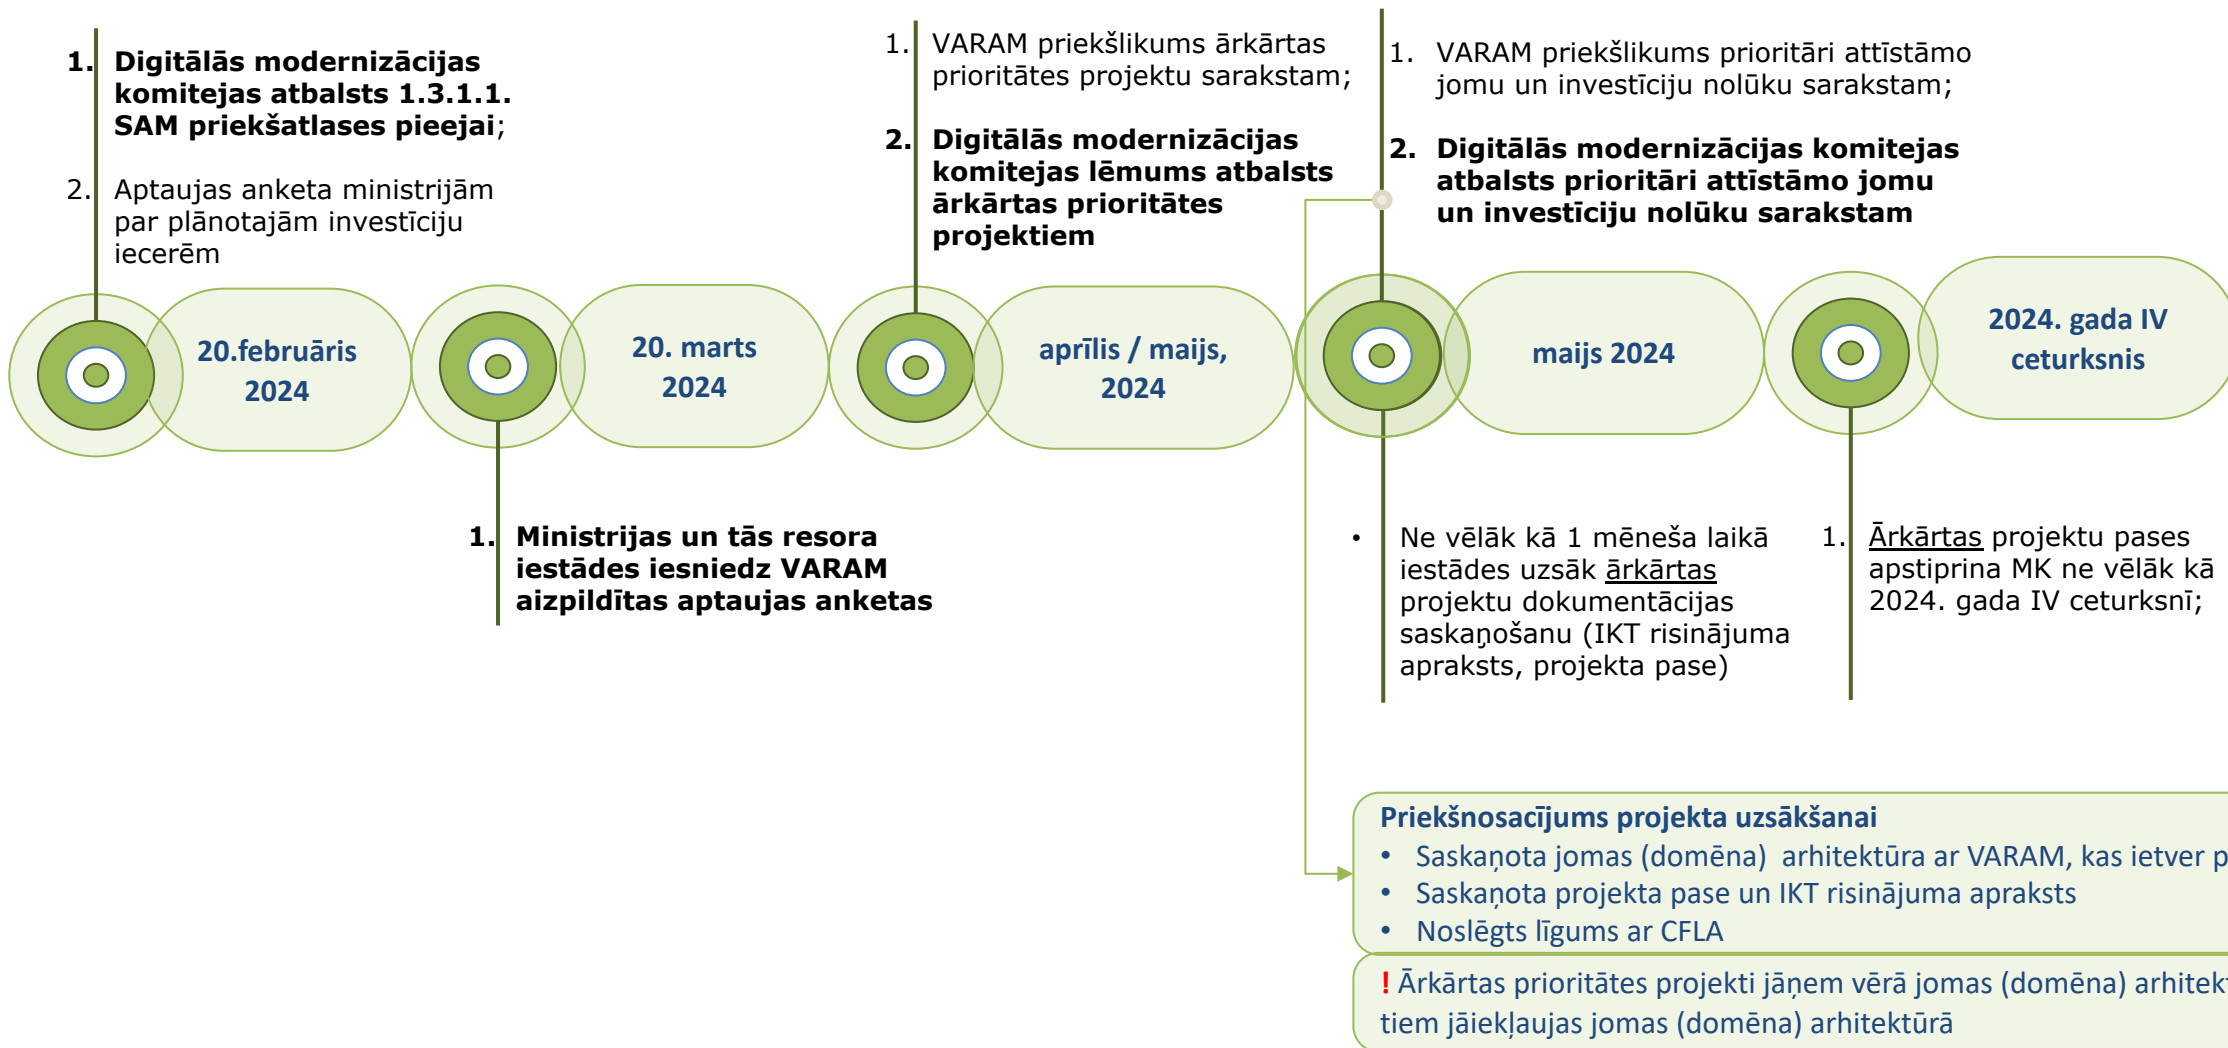 1. Digitālās modernizācijas
komitejas atbalsts 1.3.1.1.
SAM priekšatlases pieejai;
2. Aptaujas anketa ministrijām
par plānotajām investīciju
iecerēm
1. VARAM priekšlikums ārkārtas
prioritātes projektu sarakstam;
2. Digitālās modernizācijas
komitejas lēmums atbalsts
ārkārtas prioritātes
projektiem
1. VARAM priekšlikums prioritāri attīstāmo
jomu un investīciju nolūku sarakstam;
2. Digitālās modernizācijas komitejas
atbalsts prioritāri attīstāmo jomu
un investīciju nolūku sarakstam
20.februāris
2024
20. marts
2024
aprīlis / maijs,
2024
maijs 2024
2024. gada IV
ceturksnis
1. Ministrijas un tās resora
iestādes iesniedz VARAM
aizpildītas aptaujas anketas
• Ne vēlāk kā 1 mēneša laikā
iestādes uzsāk ārkārtas
projektu dokumentācijas
saskaņošanu (IKT risinājuma
apraksts, projekta pase)
1. Ārkārtas projektu pases
apstiprina MK ne vēlāk kā
2024. gada IV ceturksnī;
Priekšnosacījums projekta uzsākšanai
• Saskaņota jomas (domēna) arhitektūra ar VARAM, kas ietver
• Saskaņota projekta pase un IKT risinājuma apraksts
• Noslēgts līgums ar CFLA
! Ārkārtas prioritātes projekti jāņem vērā jomas (domēna)
tiem jāiekļaujas jomas (domēna) arhitektūrā